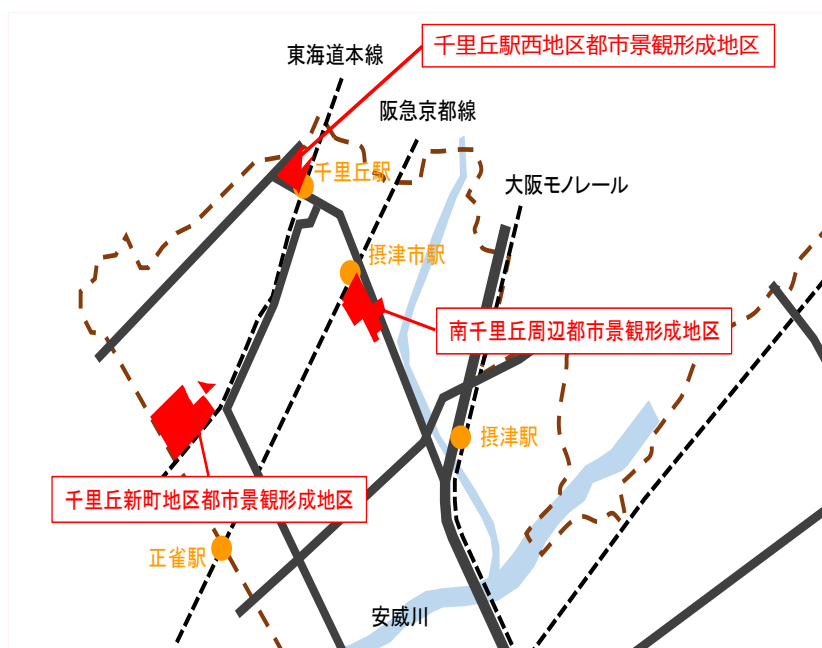 千里丘駅西地区都市景観形成地区
東海道本線
阪急京都線
千里丘駅
大阪モノレール
摂津市駅
南千里丘周辺都市景観形成地区
摂津駅
千里丘新町地区都市景観形成地区
正雀駅
安威川